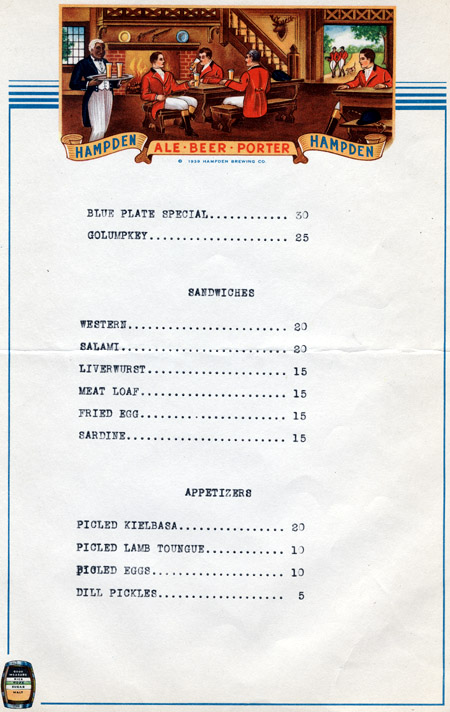 HAMPDEN ALE · BEER · PORTER HAMPDEN
© 1939 HAMPDEN BREWING CO.
BLUE PLATE SPECIAL............ 30
GOLUMPKEY..................... 25
SANDWICHES
WESTERN........................ 20
SALAMI......................... 20
LIVERWURST..................... 15
MEAT LOAF...................... 15
FRIED EGG...................... 15
SARDINE........................ 15
APPETIZERS
PICLED KIELBASA................ 20
PICLED LAMB TOUNGUE............ 10
PICLED EGGS.................... 10
DILL PICKLES................... 5
MALT